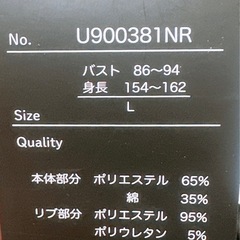 No. U900381NR
バスト 86〜94
身長 154〜162
Size L
Quality
本体部分 ポリエステル 65%
綿 35%
リブ部分 ポリエステル 95%
ポリウレタン 5%